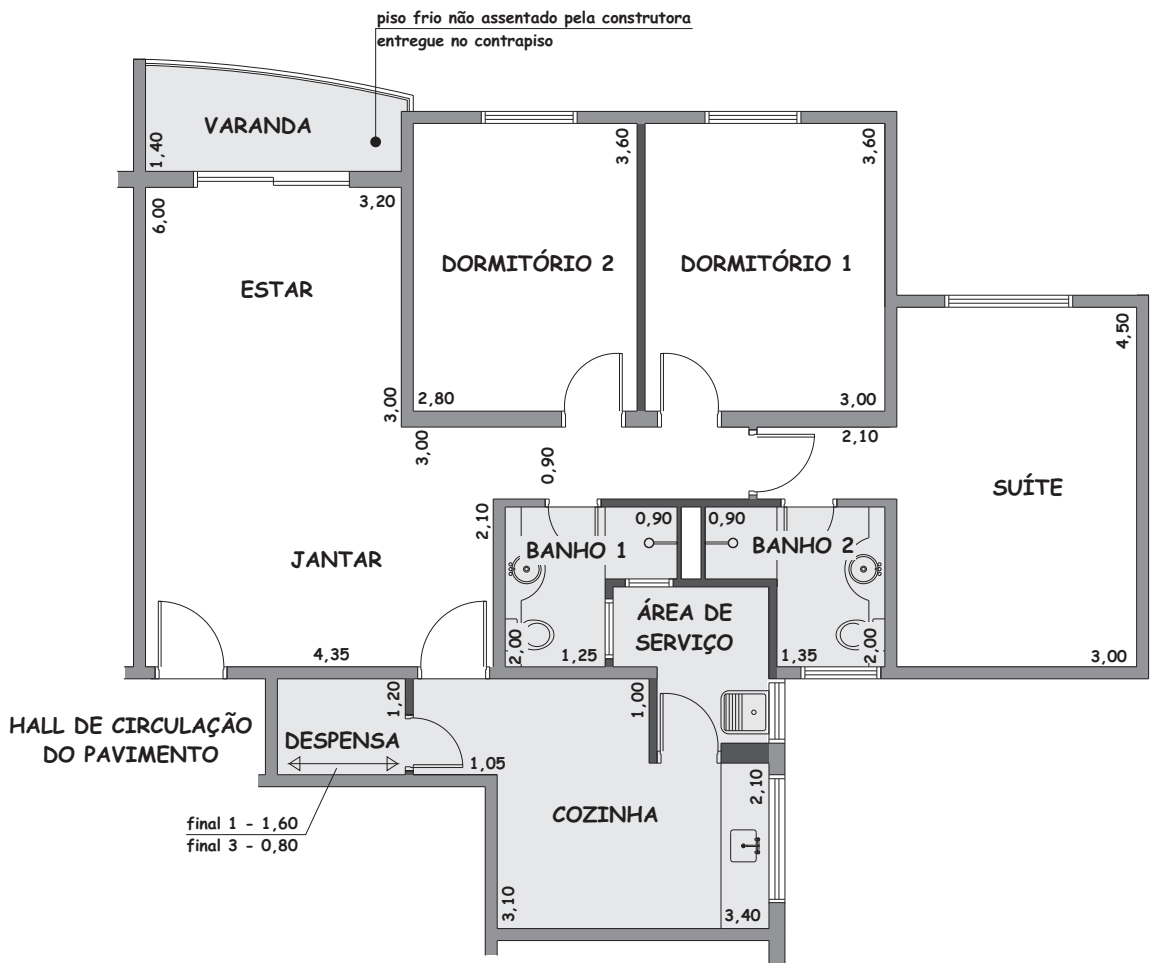 piso frio não assentado pela construtora
entregue no contrapiso
VARANDA
1,40
3,60
3,60
6,00
3,20
ESTAR
DORMITÓRIO 2
DORMITÓRIO 1
4,50
3,00
2,80
3,00
3,00
0,90
2,10
SUÍTE
2,10
0,90
0,90
BANHO 1
BANHO 2
JANTAR
ÁREA DE
SERVIÇO
2,00
1,25
1,35
2,00
4,35
3,00
1,20
1,00
HALL DE CIRCULAÇÃO
DO PAVIMENTO
DESPENSA
1,05
2,10
COZINHA
final 1 - 1,60
final 3 - 0,80
3,10
3,40